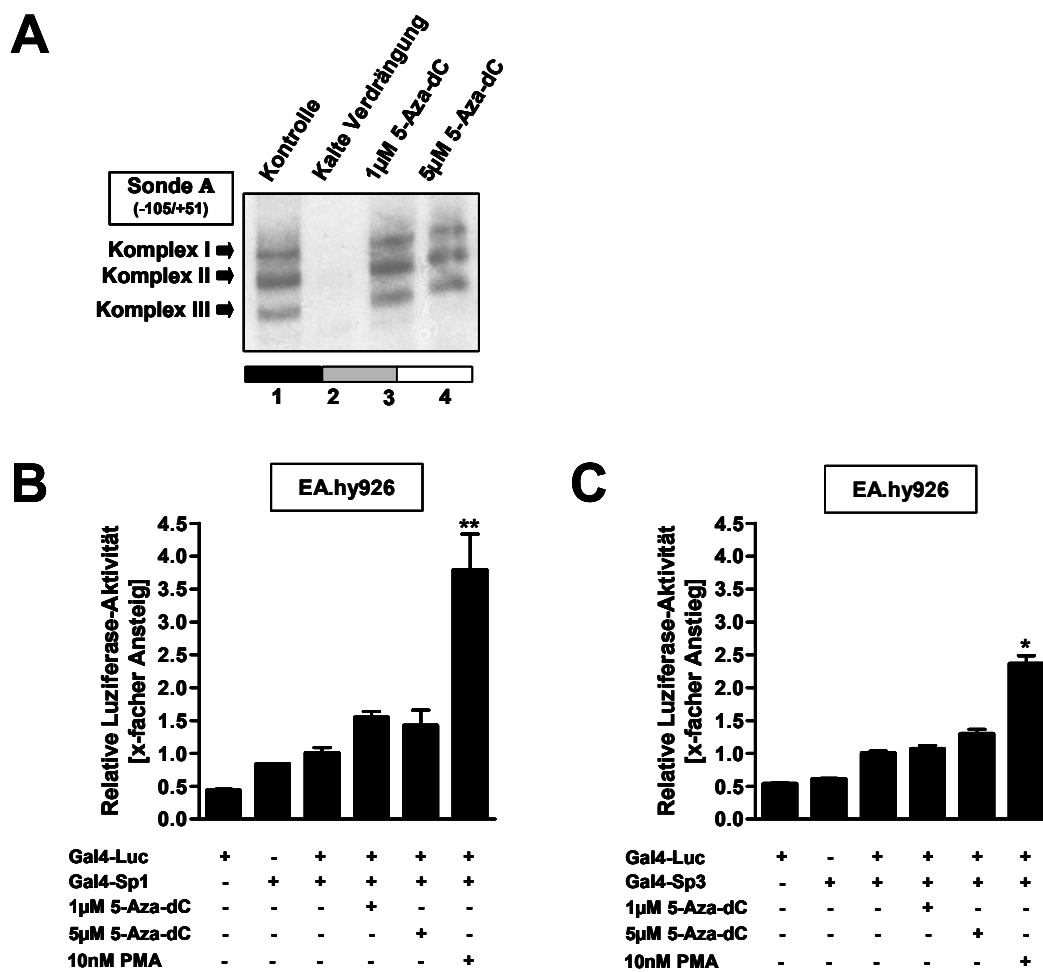 A
Kontrolle
Kalte Verdrängung
1µM 5-Aza-dC
5µM 5-Aza-dC
Sonde A
(-105/+51)
Komplex I
Komplex II
Komplex III
1 2 3 4
B
EA.hy926
Relative Luziferase-Aktivität
[x-facher Ansteig]
4.5
4.0
3.5
3.0
2.5
2.0
1.5
1.0
0.5
0.0
**
Gal4-Luc + - + + + +
Gal4-Sp1 - + + + + +
1µM 5-Aza-dC - - - + - -
5µM 5-Aza-dC - - - - + -
10nM PMA - - - - - +
C
EA.hy926
Relative Luziferase-Aktivität
[x-facher Anstieg]
4.5
4.0
3.5
3.0
2.5
2.0
1.5
1.0
0.5
0.0
*
Gal4-Luc + - + + + +
Gal4-Sp3 - + + + + +
1µM 5-Aza-dC - - - + - -
5µM 5-Aza-dC - - - - + -
10nM PMA - - - - - +